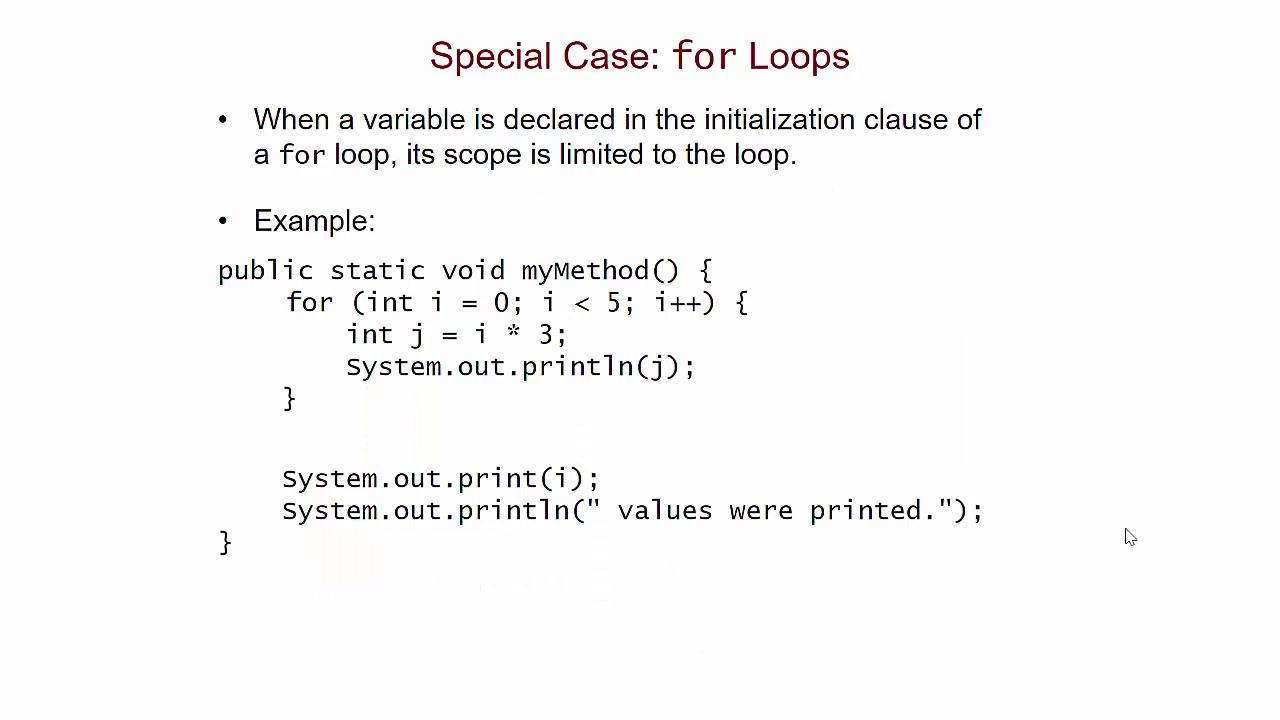 Special Case: for Loops
• When a variable is declared in the initialization clause of
a for loop, its scope is limited to the loop.
• Example:
public static void myMethod() {
    for (int i = 0; i < 5; i++) {
        int j = i * 3;
        System.out.println(j);
    }
    System.out.print(i);
    System.out.println(" values were printed.");
}